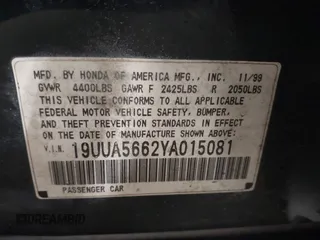 MFD. BY HONDA OF AMERICA MFG., INC. 11/98
GVWR 4400LBS GAWR F 2425LBS R 2050LBS
THIS VEHICLE CONFORMS TO ALL APPLICABLE
FEDERAL MOTOR VEHICLE SAFETY, BUMPER,
AND THEFT PREVENTION STANDARDS IN EFFECT
ON THE DATE OF MANUFACTURE SHOWN ABOVE.
V.I.N. 19UUA5662YA015081
PASSENGER CAR